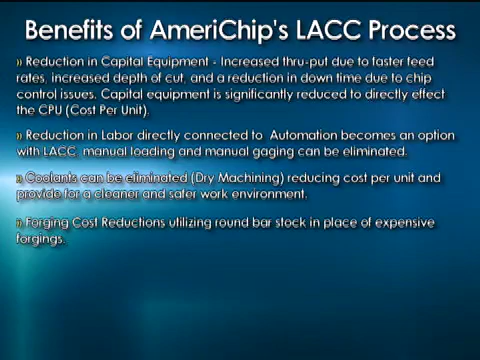 Benefits of AmeriChip's LACC Process
» Reduction in Capital Equipment - Increased thru-put due to faster feed
rates, increased depth of cut, and a reduction in down time due to chip
control issues. Capital equipment is significantly reduced to directly effect
the CPU (Cost Per Unit).
» Reduction in Labor directly connected to  Automation becomes an option
with LACC, manual loading and manual gaging can be eliminated.
» Coolants can be eliminated (Dry Machining) reducing cost per unit and
provide for a cleaner and safer work environment.
» Forging Cost Reductions utilizing round bar stock in place of expensive
forgings.